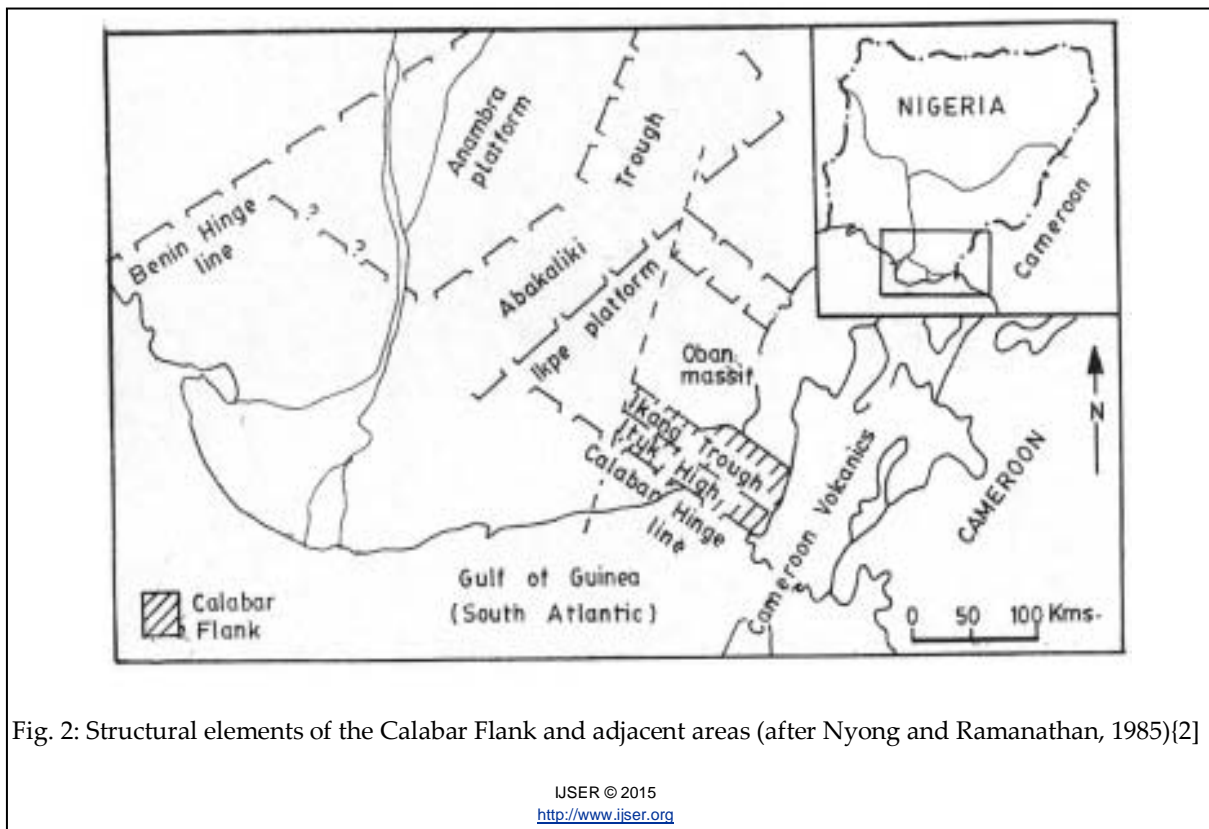 NIGERIA
Cameroon
Anambra
platform
Trough
Benin Hinge
line
?
?
Abakaliki
Ikpe platform
Oban
massif
N
Ikang Trough
Ituk High
Calabar Hinge
line
Cameroon Volcanics
CAMEROON
Gulf of Guinea
(South Atlantic)
Calabar
Flank
0 50 100 Kms.
Fig. 2: Structural elements of the Calabar Flank and adjacent areas (after Nyong and Ramanathan, 1985){2]
IJSER © 2015
http://www.ijser.org